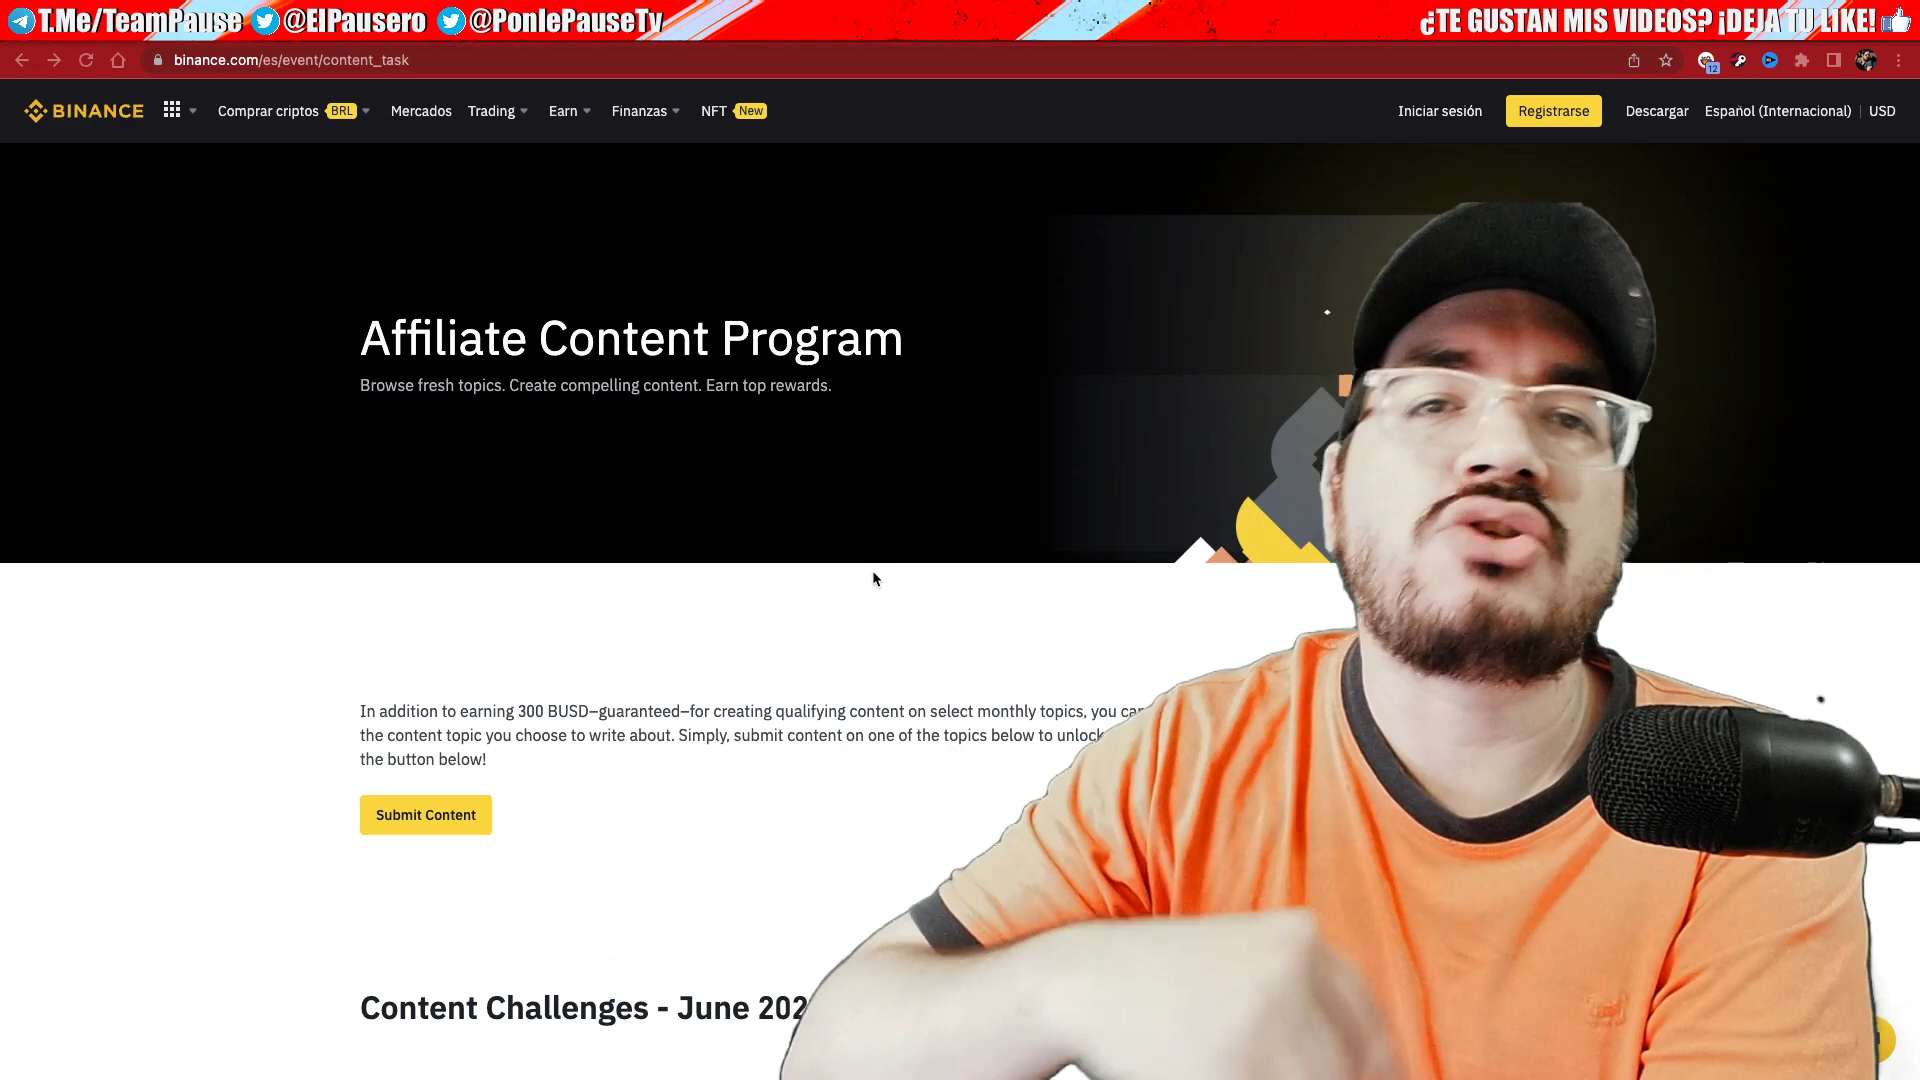 T.Me/TeamPause @ElPausero @PonlePauseTv
¿TE GUSTAN MIS VIDEOS? ¡DEJA TU LIKE!
binance.com/es/event/content_task
12
BINANCE Comprar criptos BRL Mercados Trading Earn Finanzas NFT New Iniciar sesión Registrarse Descargar Español (Internacional) USD
Affiliate Content Program
Browse fresh topics. Create compelling content. Earn top rewards.
In addition to earning 300 BUSD–guaranteed–for creating qualifying content on select monthly topics, you can
the content topic you choose to write about. Simply, submit content on one of the topics below to unlock
the button below!
Submit Content
Content Challenges - June 202